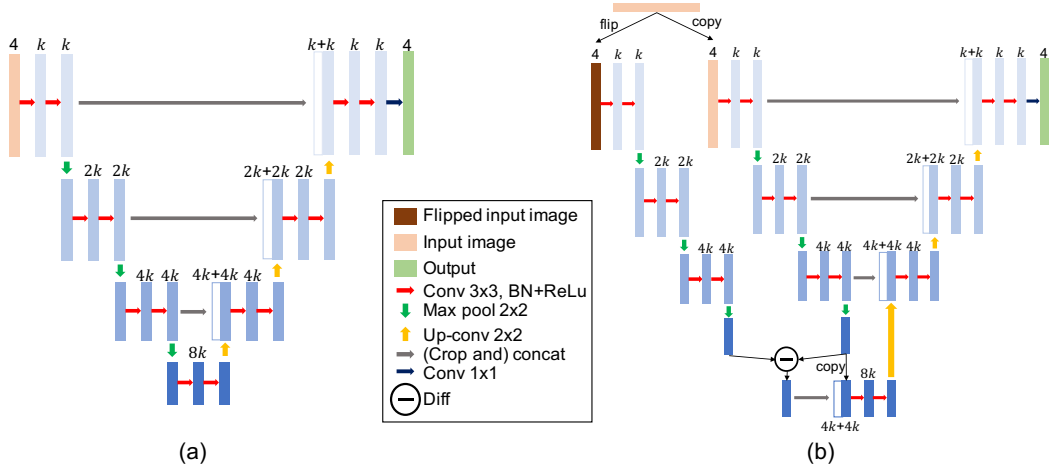 4 k k
k+k k k 4
2k 2k
2k+2k 2k
4k 4k
4k+4k 4k
8k
(a)
Flipped input image
Input image
Output
Conv 3x3, BN+ReLu
Max pool 2x2
Up-conv 2x2
(Crop and) concat
Conv 1x1
Diff
flip copy
4 k k
4 k k
k+k k k 4
2k 2k
2k 2k
2k+2k 2k
4k 4k
4k 4k
4k+4k 4k
copy
8k
4k+4k
(b)